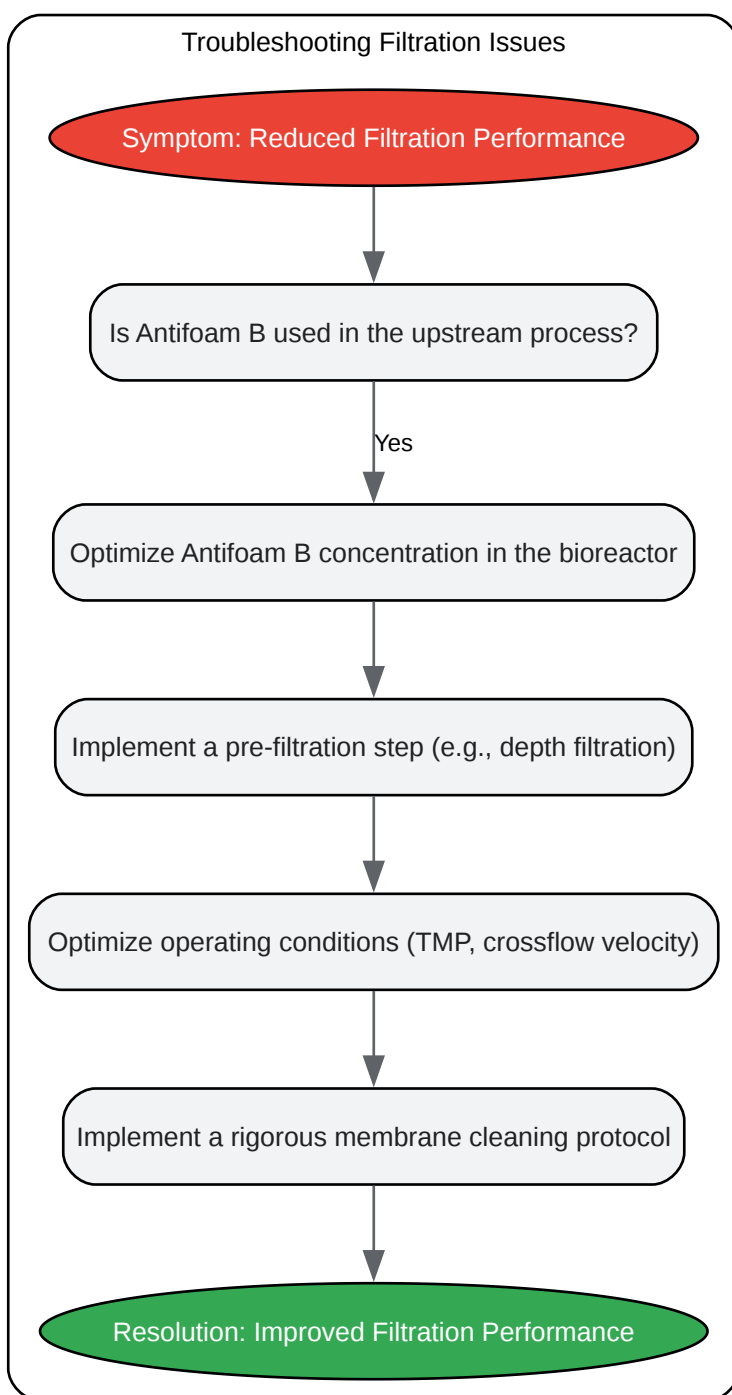 Troubleshooting Filtration Issues
Symptom: Reduced Filtration Performance
Is Antifoam B used in the upstream process?
Yes
Optimize Antifoam B concentration in the bioreactor
Implement a pre-filtration step (e.g., depth filtration)
Optimize operating conditions (TMP, crossflow velocity)
Implement a rigorous membrane cleaning protocol
Resolution: Improved Filtration Performance